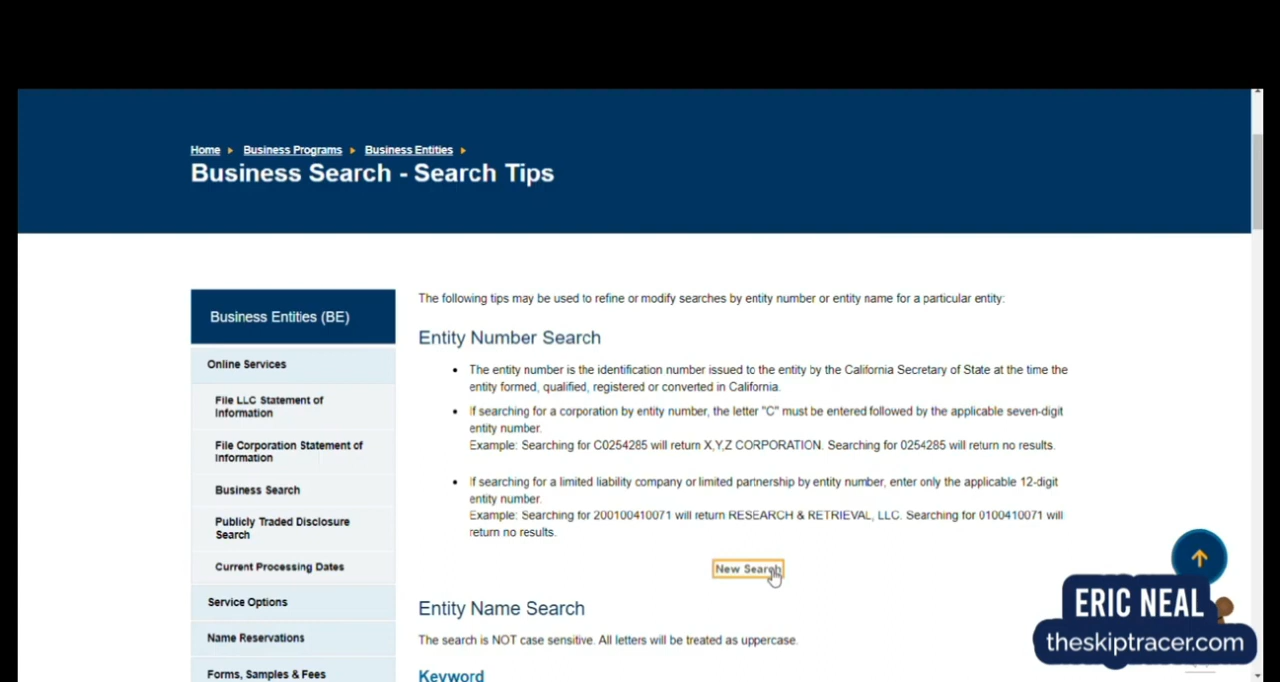 Home Business Programs Business Entities
Business Search - Search Tips
Business Entities (BE)
Online Services
File LLC Statement of
Information
File Corporation Statement of
Information
Business Search
Publicly Traded Disclosure
Search
Current Processing Dates
Service Options
Name Reservations
Forms, Samples & Fees
The following tips may be used to refine or modify searches by entity number or entity name for a particular entity:
Entity Number Search
• The entity number is the identification number issued to the entity by the California Secretary of State at the time the
entity formed, qualified, registered or converted in California.
• If searching for a corporation by entity number, the letter "C" must be entered followed by the applicable seven-digit
entity number.
Example: Searching for C0254285 will return X,Y,Z CORPORATION. Searching for 0254285 will return no results.
• If searching for a limited liability company or limited partnership by entity number, enter only the applicable 12-digit
entity number.
Example: Searching for 200100410071 will return RESEARCH & RETRIEVAL, LLC. Searching for 0100410071 will
return no results.
New Search
Entity Name Search
The search is NOT case sensitive. All letters will be treated as uppercase.
Keyword
ERIC NEAL
theskiptracer.com